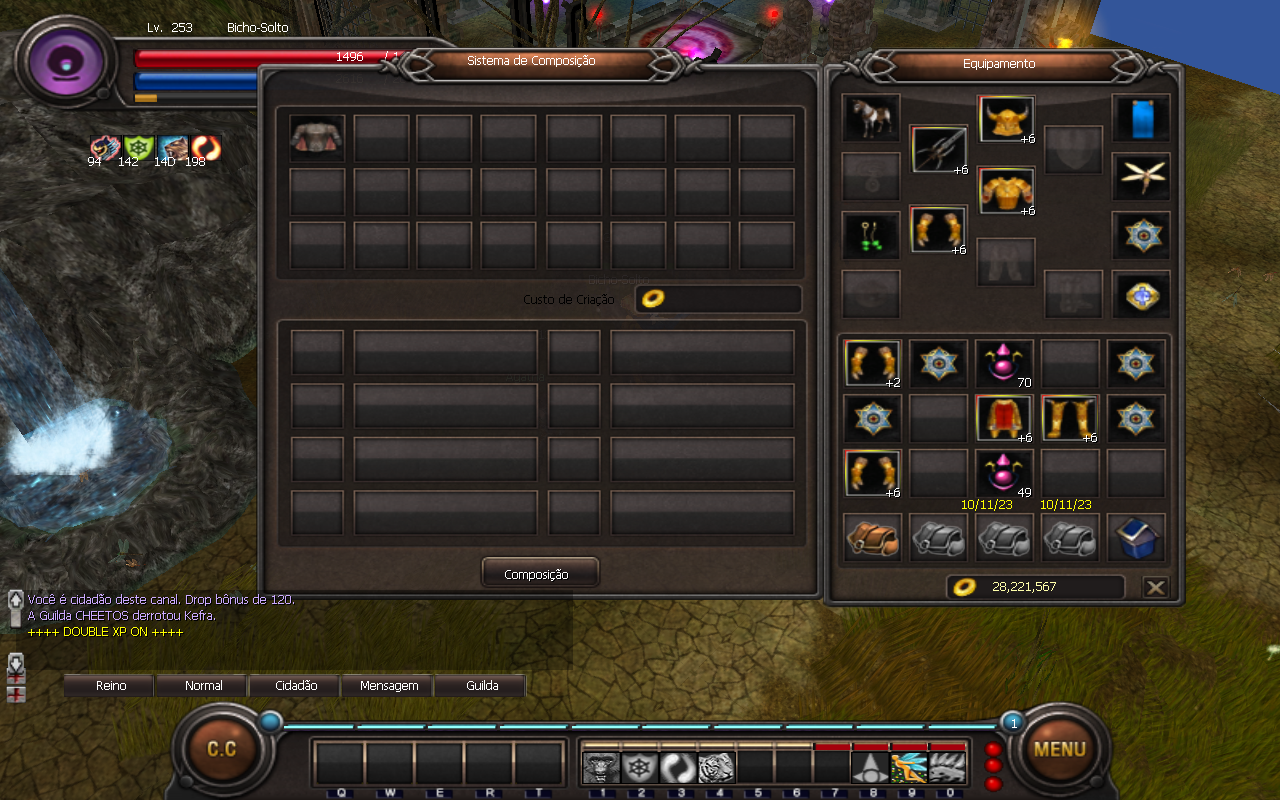 Lv. 253 Bicho-Solto
1496 / 1
94 142 14D 198
Sistema de Composição
Custo de Criação
Composição
Equipamento
+6
+6
+6
+6
+2 70
+6 +6
+6 49
10/11/23 10/11/23
28,221,567
Você é cidadão deste canal. Drop bônus de 120.
A Guilda CHEETOS derrotou Kefra.
++++ DOUBLE XP ON ++++
Reino Normal Cidadão Mensagem Guilda
C.C
1
MENU
Q W E R T 1 2 3 4 5 6 7 8 9 0